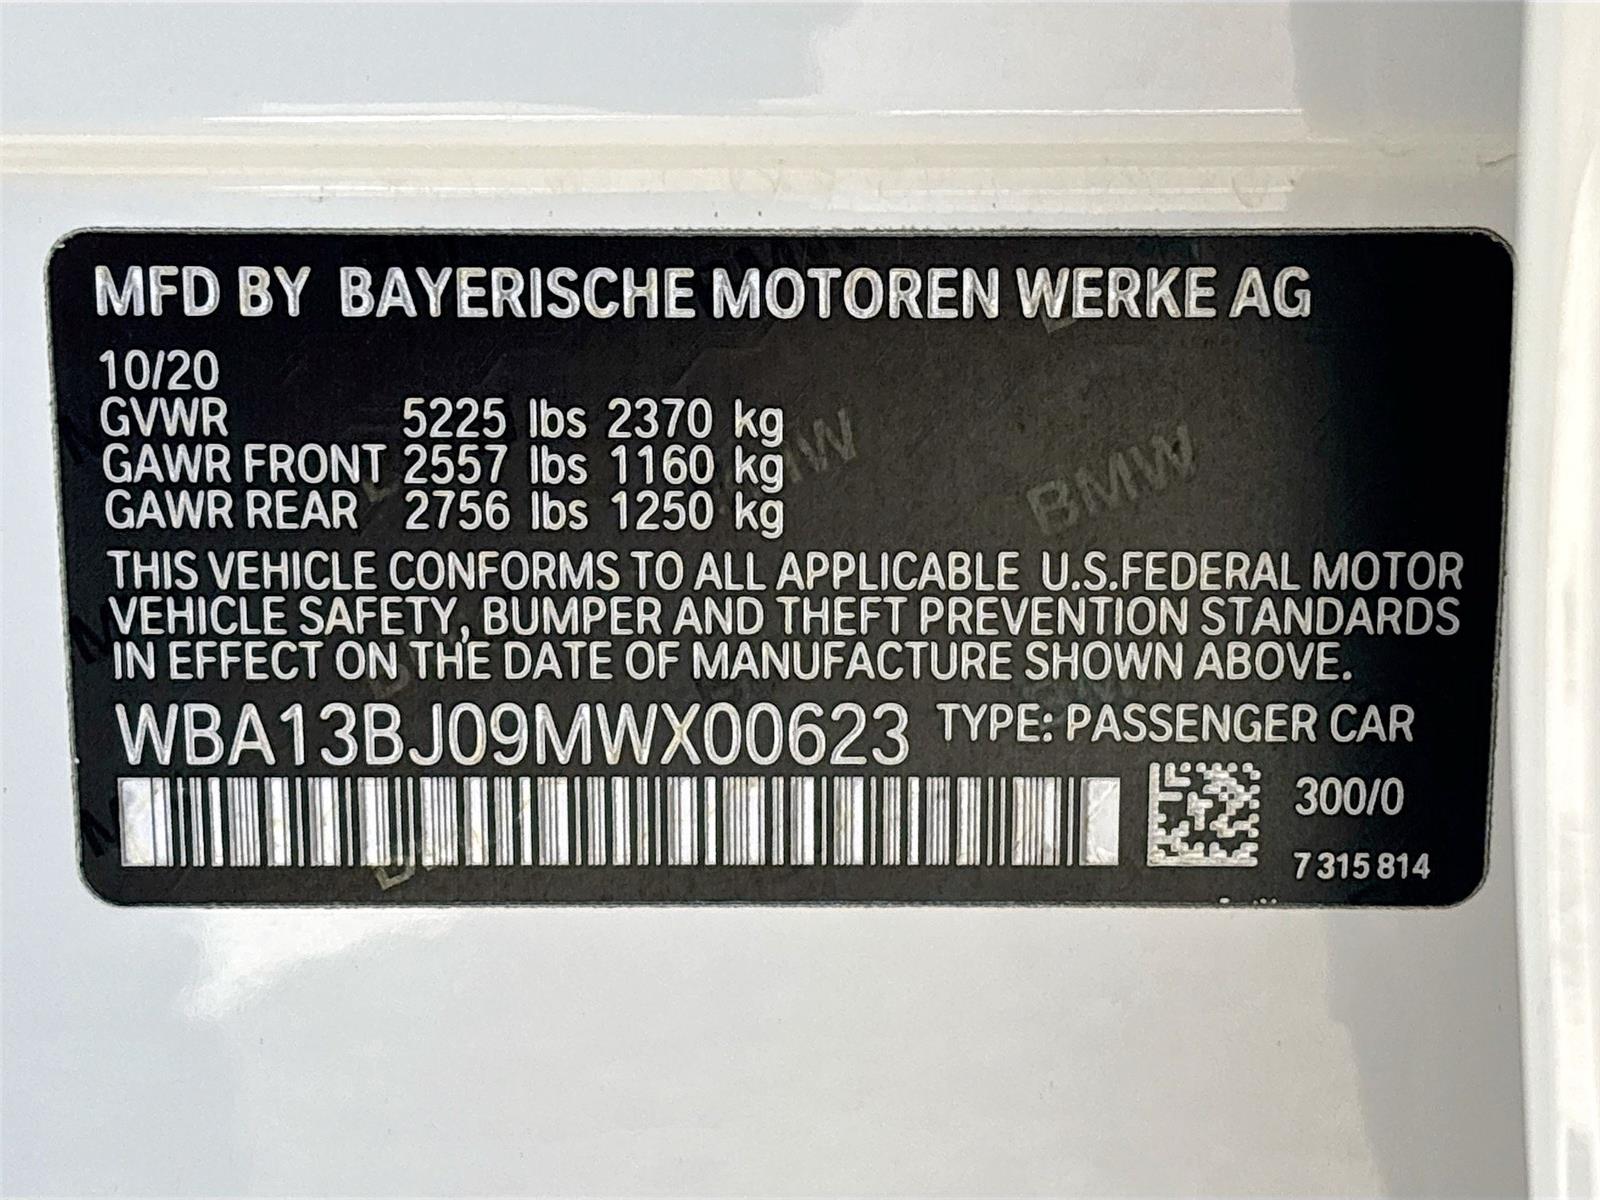 MFD BY BAYERISCHE MOTOREN WERKE AG
10/20
GVWR 5225 lbs 2370 kg
GAWR FRONT 2557 lbs 1160 kg
GAWR REAR 2756 lbs 1250 kg
THIS VEHICLE CONFORMS TO ALL APPLICABLE U.S.FEDERAL MOTOR
VEHICLE SAFETY, BUMPER AND THEFT PREVENTION STANDARDS
IN EFFECT ON THE DATE OF MANUFACTURE SHOWN ABOVE.
WBA13BJ09MWX00623 TYPE: PASSENGER CAR
300/0
7 315 814
BMW